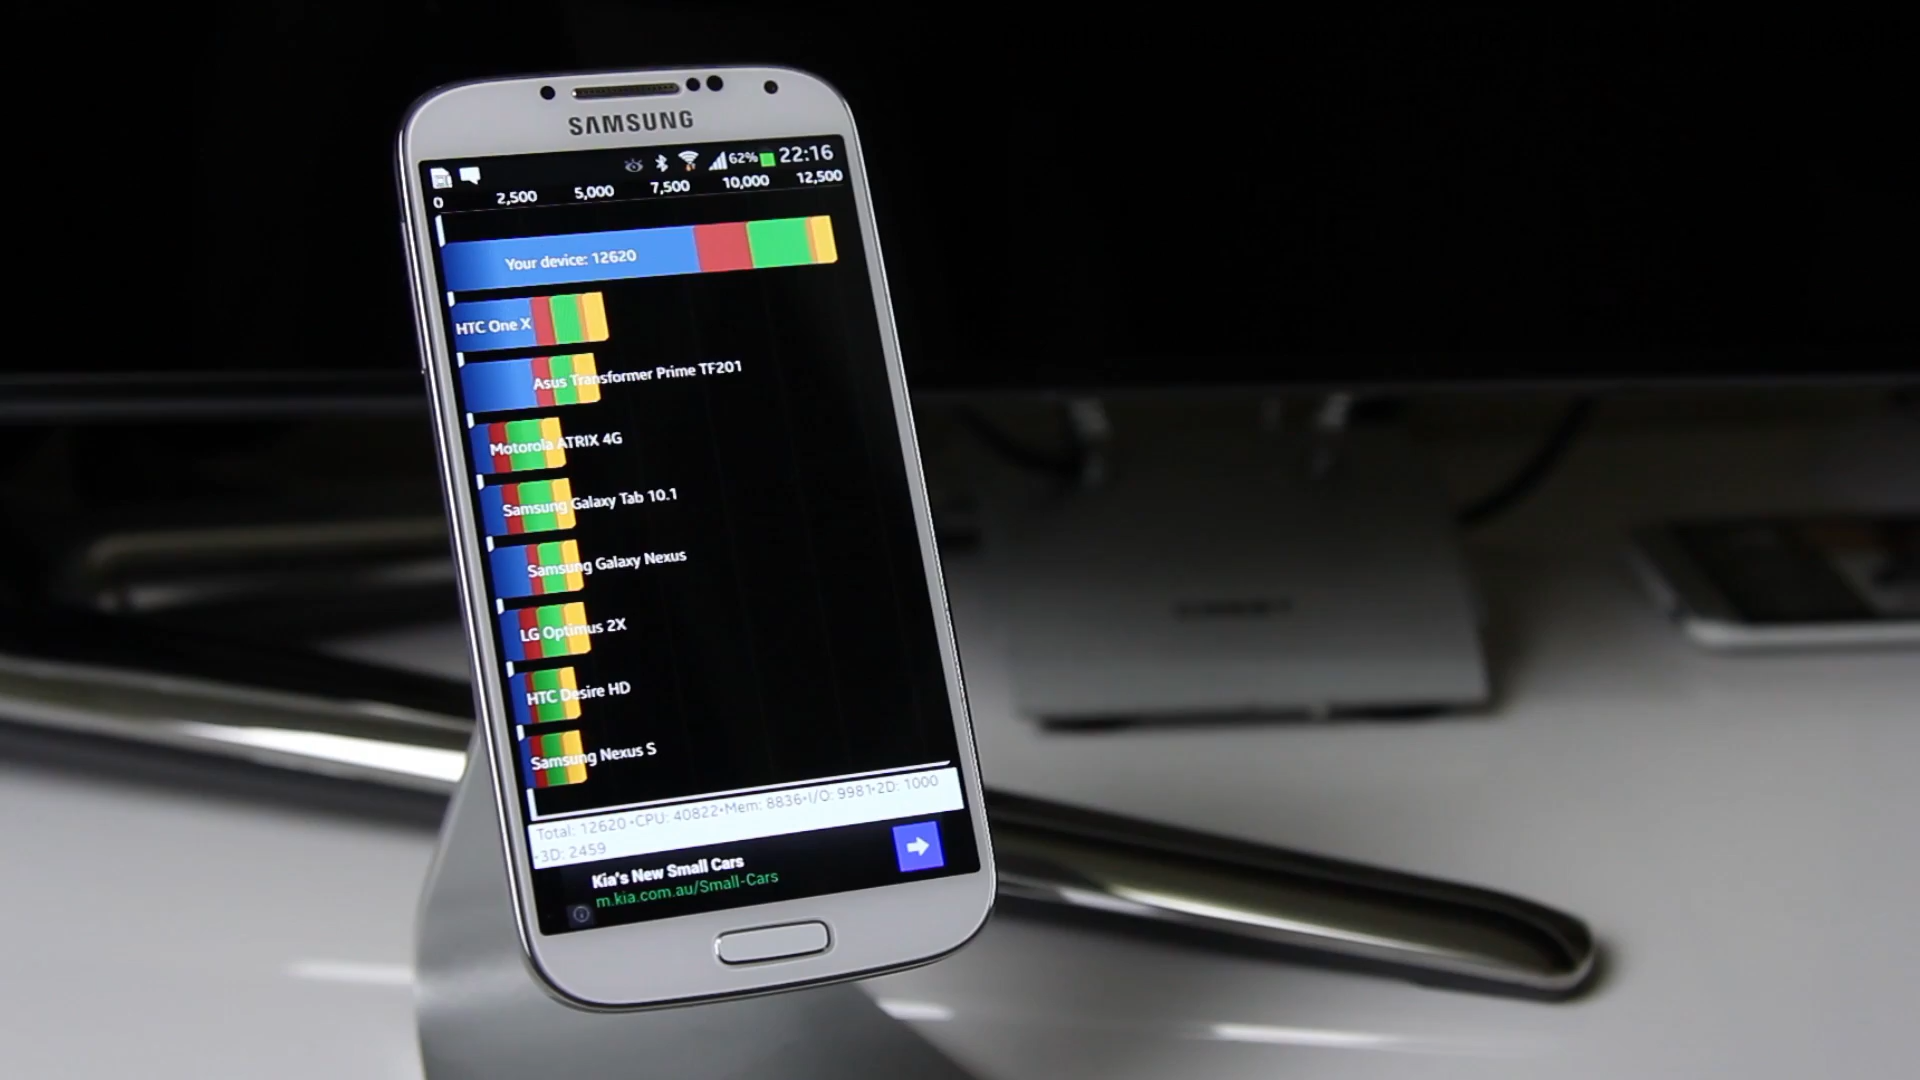 SAMSUNG
62% 22:16
0 2,500 5,000 7,500 10,000 12,500
Your device: 12620
HTC One X
Asus Transformer Prime TF201
Motorola ATRIX 4G
Samsung Galaxy Tab 10.1
Samsung Galaxy Nexus
LG Optimus 2X
HTC Desire HD
Samsung Nexus S
Total: 12620•CPU: 40822•Mem: 8836•I/O: 9981•2D: 1000
•3D: 2459
Kia's New Small Cars
m.kia.com.au/Small-Cars